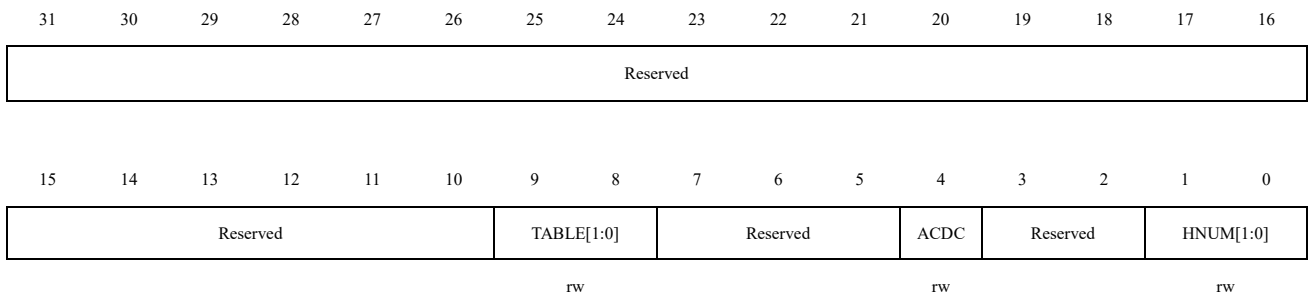 31 30 29 28 27 26 25 24 23 22 21 20 19 18 17 16
Reserved
15 14 13 12 11 10 9 8 7 6 5 4 3 2 1 0
Reserved TABLE[1:0] Reserved ACDC Reserved HNUM[1:0]
rw rw rw